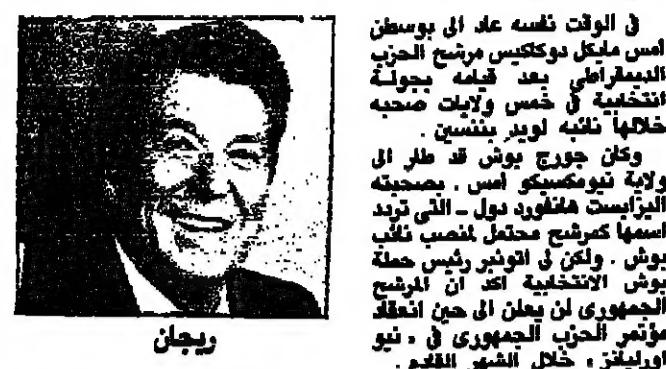 في الوقت نفسه عاد الى بوسطن
امس مايكل دوكاكيس مرشح الحزب
الديمقراطي بعد قيامه بجولة
انتخابية في خمس ولايات صحبه
خلالها نائبه لويد بنتسين .
وكان جورج بوش قد طار الى
ولاية نيومكسيكو امس . بصحبته
اليزابست هانفورد دول ـ التي تردد
اسمها كمرشح محتمل لمنصب نائب
بوش . ولكن لي اتونبر رئيس حملة
بوش الانتخابية اكد ان المرشح
الجمهوري لن يعلن الى حين انعقاد
مؤتمر الحزب الجمهوري في « نيو
اورليانز » خلال الشهر القادم .
ريجان